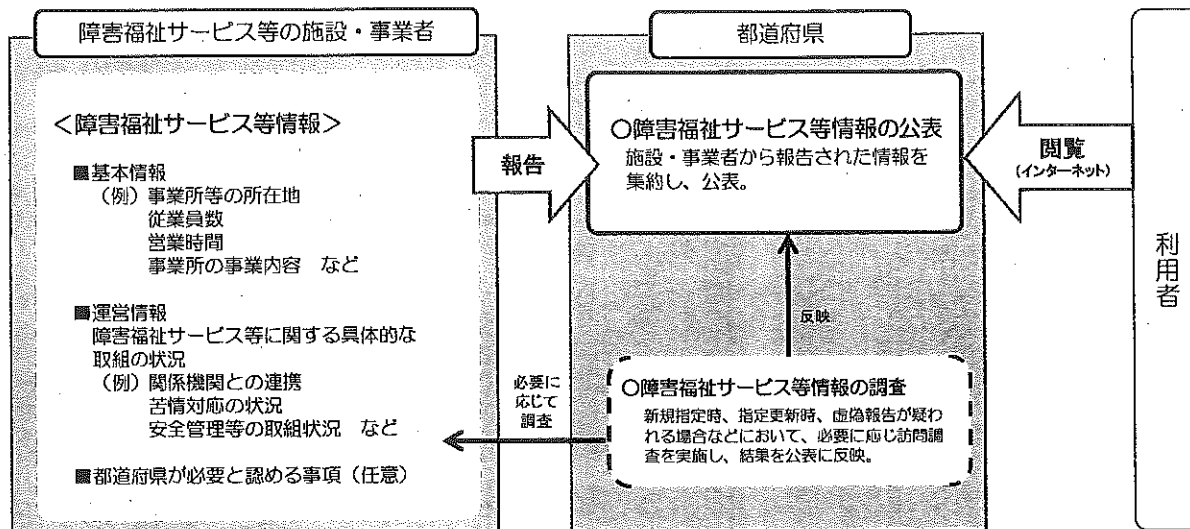 障害福祉サービス等の施設・事業者
＜障害福祉サービス等情報＞
■基本情報
（例）事業所等の所在地
従業員数
営業時間
事業所の事業内容　など
■運営情報
障害福祉サービス等に関する具体的な
取組の状況
（例）関係機関との連携
苦情対応の状況
安全管理等の取組状況　など
■都道府県が必要と認める事項（任意）
報告
必要に
応じて
調査
都道府県
○障害福祉サービス等情報の公表
施設・事業者から報告された情報を
集約し、公表。
反映
○障害福祉サービス等情報の調査
新規指定時、指定更新時、虚偽報告が疑わ
れる場合などにおいて、必要に応じ訪問調
査を実施し、結果を公表に反映。
閲覧
（インターネット）
利用者